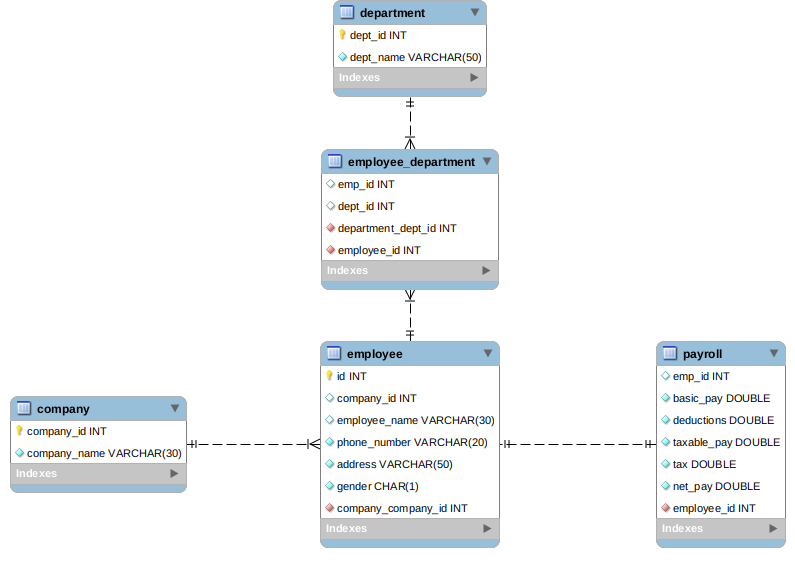 department
dept_id INT
dept_name VARCHAR(50)
Indexes
employee_department
emp_id INT
dept_id INT
department_dept_id INT
employee_id INT
Indexes
employee
id INT
company_id INT
employee_name VARCHAR(30)
phone_number VARCHAR(20)
address VARCHAR(50)
gender CHAR(1)
company_company_id INT
Indexes
company
company_id INT
company_name VARCHAR(30)
Indexes
payroll
emp_id INT
basic_pay DOUBLE
deductions DOUBLE
taxable_pay DOUBLE
tax DOUBLE
net_pay DOUBLE
employee_id INT
Indexes